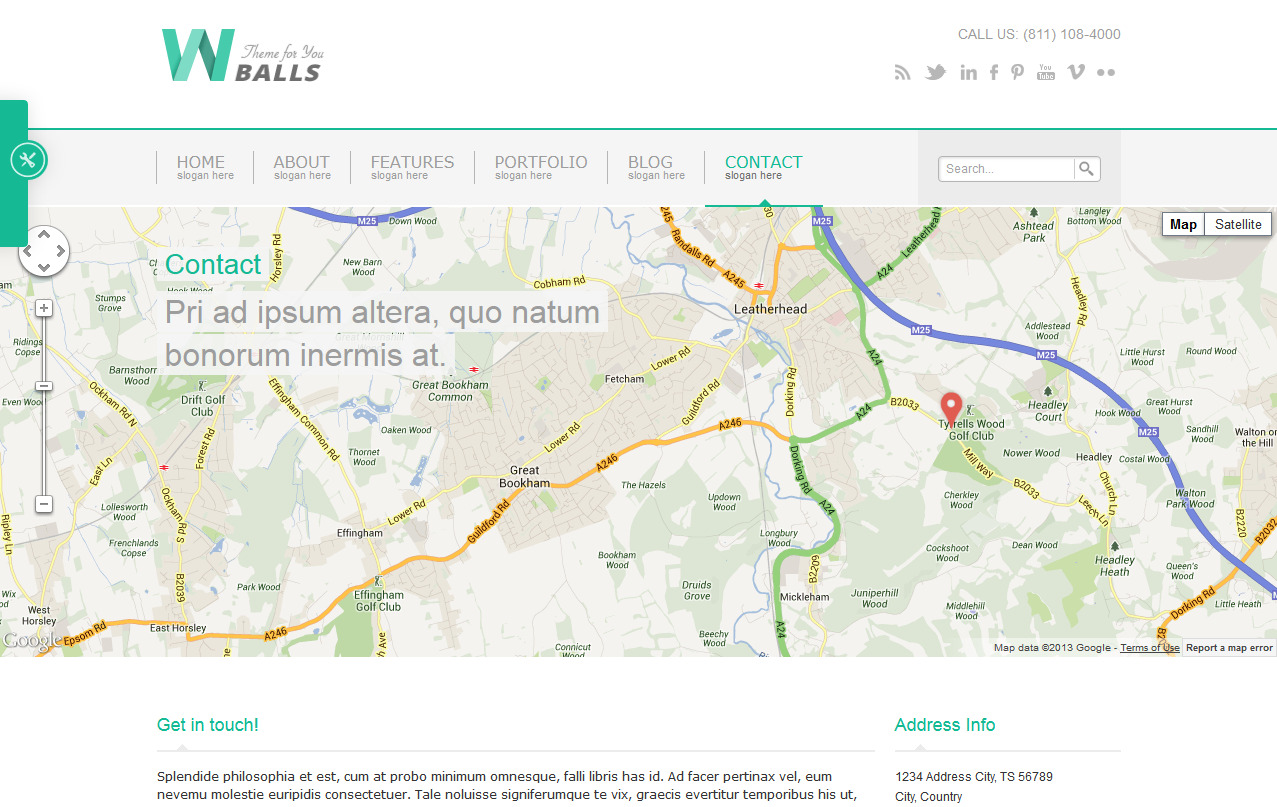 Theme for You
W BALLS
CALL US: (811) 108-4000
You
Tube
HOME
slogan here
ABOUT
slogan here
FEATURES
slogan here
PORTFOLIO
slogan here
BLOG
slogan here
CONTACT
slogan here
Search...
Map
Satellite
Contact
Pri ad ipsum altera, quo natum
bonorum inermis at.
M25
Down Wood
Horsley Rd
New Barn
Wood
Hook Wood
Stumps
Grove
Cobham Rd
Randalls Rd
A245
A245
Leatherhead
M25
A24
Leatherhead Rd
Ashtead
Park
Langley
Bottom Wood
Headley Rd
Addlestead
Wood
M25
M25
Little Hurst
Wood
Round Wood
Ridings
Copse
Barnsthorns
Wood
Drift Golf
Club
Great Bookham
Common
Lower Rd
Fetcham
Guildford Rd
Dorking Rd
A24
A24
B2033
Tyrrells Wood
Golf Club
Headley
Court
Great Hurst
Wood
Hook Wood
M25
Sandhill
Wood
Walton on
the Hill
Even Wood
Ockham Rd N
Effingham Common Rd
Oaken Wood
Thornet
Wood
Lower Rd
A246
A246
Nower Wood
Headley
Costal Wood
East Ln
Forest Rd
Great
Bookham
The Hazels
Updown
Wood
Dorking Rd
A24
Mill Way
B2033
Cherkley
Wood
Church Ln
Leech Ln
Walton
Park Wood
Lollesworth
Wood
Ockham Rd S
Ripley Ln
Frenchlands
Copse
Effingham
Lower Rd
Guildford Rd
Longbury
Wood
Cockshoot
Wood
Dean Wood
Headley
Heath
Queen's
Wood
B2220
B2032
Bookham
Wood
Druids
Grove
B2209
Mickleham
Juniperhill
Wood
Middlehill
Wood
Dorking Rd
Little Heath
Park Wood
B2039
Effingham
Golf Club
West
Horsley
East Horsley
Epsom Rd
A246
Connicut
Wood
Beechy
Wood
A24
Google
Map data ©2013 Google - Terms of Use
Report a map error
Get in touch!
Splendide philosophia et est, cum at probo minimum omnesque, falli libris has id. Ad facer pertinax vel, eum
nevemu molestie euripidis consectetuer. Tale noluisse signiferumque te vix, graecis evertitur temporibus his ut,
Address Info
1234 Address City, TS 56789
City, Country